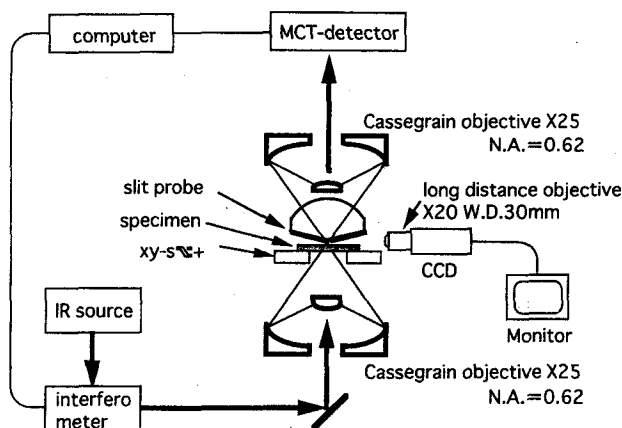 computer
MCT-detector
Cassegrain objective X25
N.A.=0.62
slit probe
long distance objective
X20 W.D.30mm
specimen
CCD
IR source
Monitor
Cassegrain objective X25
N.A.=0.62
interfero
meter